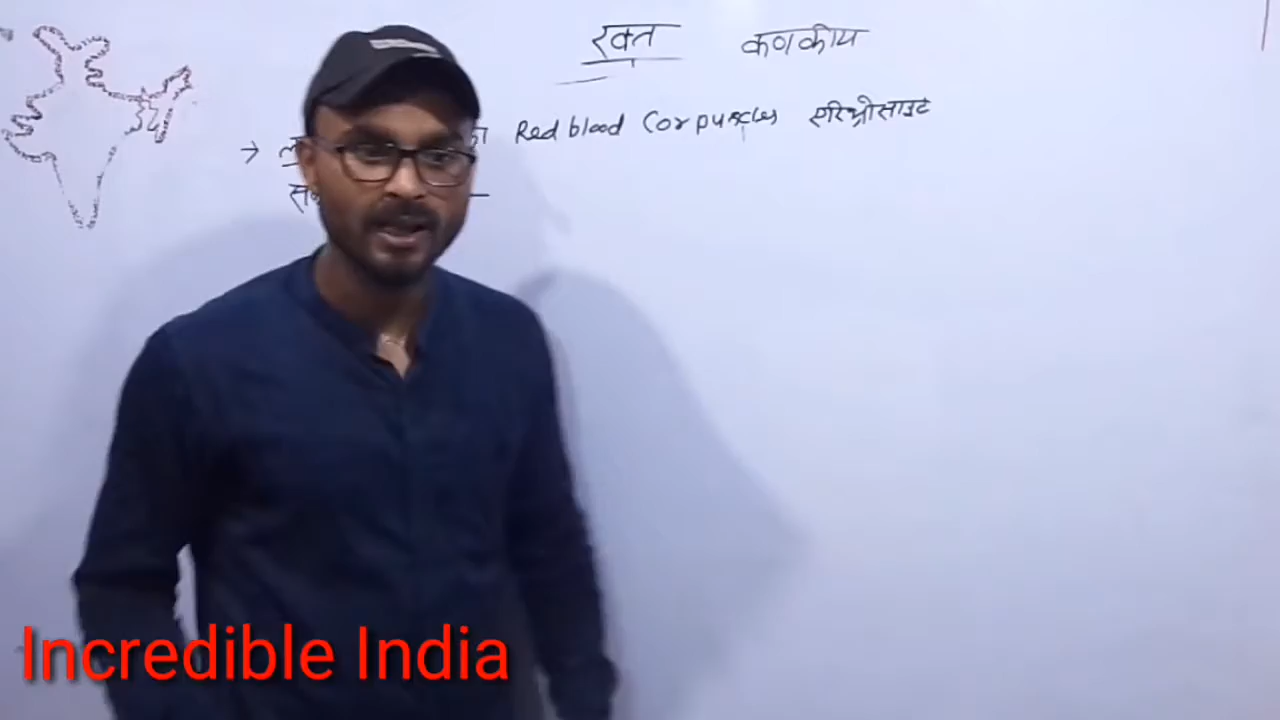 रक्त कणकीय
→ Red blood Corpuscles एरिथ्रोसाइट
Incredible India